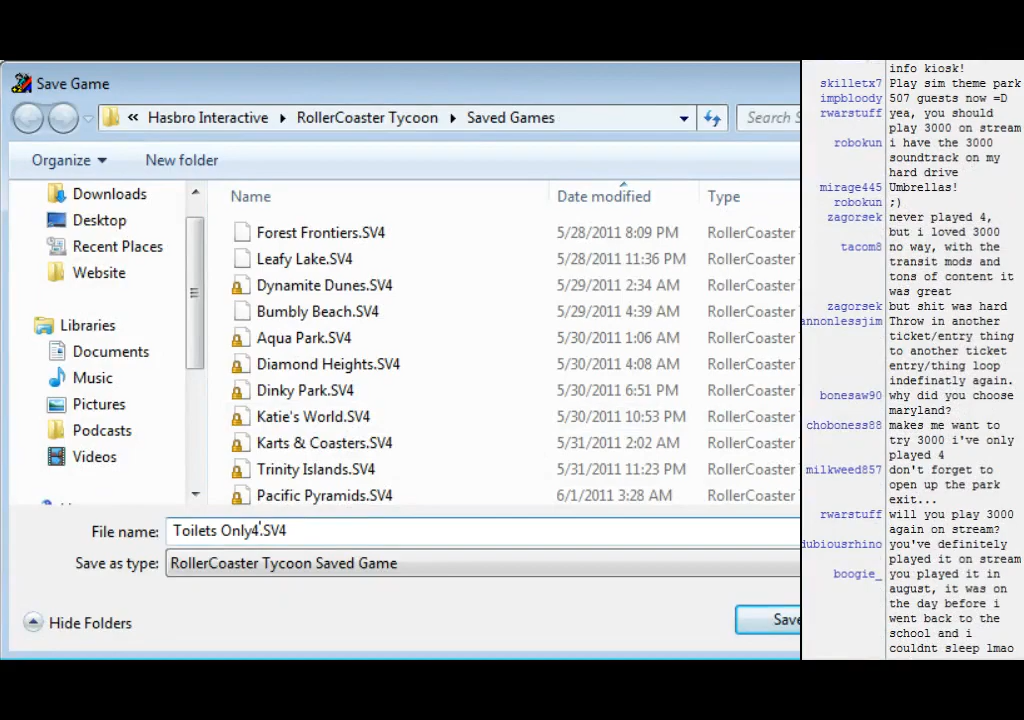 Save Game
« Hasbro Interactive RollerCoaster Tycoon Saved Games
Search S
Organize New folder
Downloads
Desktop
Recent Places
Website
Libraries
Documents
Music
Pictures
Podcasts
Videos
Name Date modified Type
Forest Frontiers.SV4 5/28/2011 8:09 PM RollerCoaster
Leafy Lake.SV4 5/28/2011 11:36 PM RollerCoaster
Dynamite Dunes.SV4 5/29/2011 2:34 AM RollerCoaster
Bumbly Beach.SV4 5/29/2011 4:39 AM RollerCoaster
Aqua Park.SV4 5/30/2011 1:06 AM RollerCoaster
Diamond Heights.SV4 5/30/2011 4:08 AM RollerCoaster
Dinky Park.SV4 5/30/2011 6:51 PM RollerCoaster
Katie's World.SV4 5/30/2011 10:53 PM RollerCoaster
Karts & Coasters.SV4 5/31/2011 2:02 AM RollerCoaster
Trinity Islands.SV4 5/31/2011 11:23 PM RollerCoaster
Pacific Pyramids.SV4 6/1/2011 3:28 AM RollerCoaster
File name: Toilets Only4.SV4
Save as type: RollerCoaster Tycoon Saved Game
Hide Folders
Save
info kiosk!
skilletx7 Play sim theme park
impbloody 507 guests now =D
rwarstuff yea, you should
play 3000 on stream
robokun i have the 3000
soundtrack on my
hard drive
mirage445 Umbrellas!
robokun ;)
zagorsek never played 4,
but i loved 3000
tacom8 no way, with the
transit mods and
tons of content it
was great
zagorsek but shit was hard
annonlessjim Throw in another
ticket/entry thing
to another ticket
entry/thing loop
indefinatly again.
bonesaw90 why did you choose
maryland?
choboness88 makes me want to
try 3000 i've only
played 4
milkweed857 don't forget to
open up the park
exit...
rwarstuff will you play 3000
again on stream?
dubiousrhino you've definitely
played it on stream
boogie_ you played it in
august, it was on
the day before i
went back to the
school and i
couldnt sleep lmao